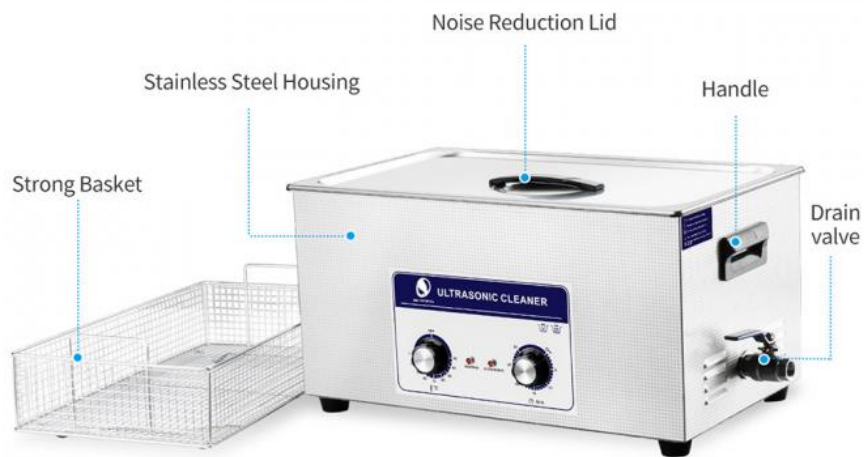 Noise Reduction Lid
Stainless Steel Housing
Handle
Strong Basket
Drain
valve
ULTRASONIC CLEANER